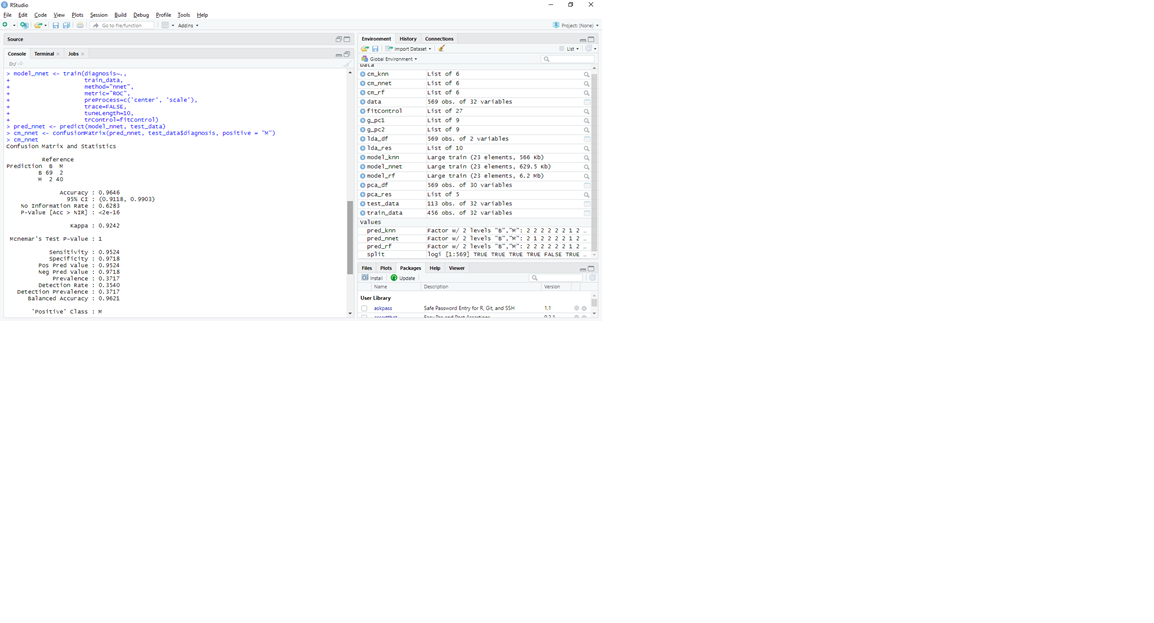 RStudio
File Edit Code View Plots Session Build Debug Profile Tools Help
Go to file/function Addins Project: (None)
Source
Console Terminal Jobs
> model_nnet <- train(diagnosis~.,
+ train_data,
+ method="nnet",
+ metric="ROC",
+ preProcess=c('center', 'scale'),
+ trace=FALSE,
+ tuneLength=10,
+ trControl=fitControl)
> pred_nnet <- predict(model_nnet, test_data)
> cm_nnet <- confusionMatrix(pred_nnet, test_data$diagnosis, positive = "M")
> cm_nnet
Confusion Matrix and Statistics
Reference
Prediction B M
B 69 2
M 2 40
Accuracy : 0.9646
95% CI : (0.9118, 0.9903)
No Information Rate : 0.6283
P-Value [Acc > NIR] : <2e-16
Kappa : 0.9242
Mcnemar's Test P-Value : 1
Sensitivity : 0.9524
Specificity : 0.9718
Pos Pred Value : 0.9524
Neg Pred Value : 0.9718
Prevalence : 0.3717
Detection Rate : 0.3540
Detection Prevalence : 0.3717
Balanced Accuracy : 0.9621
'Positive' Class : M
Environment History Connections
Import Dataset List
Global Environment
Data
cm_knn List of 6
cm_nnet List of 6
cm_rf List of 6
data 569 obs. of 32 variables
fitControl List of 27
g_pc1 List of 9
g_pc2 List of 9
lda_df 569 obs. of 2 variables
lda_res List of 10
model_knn Large train (23 elements, 566 Kb)
model_nnet Large train (23 elements, 629.5 Kb)
model_rf Large train (23 elements, 6.2 Mb)
pca_df 569 obs. of 30 variables
pca_res List of 5
test_data 113 obs. of 32 variables
train_data 456 obs. of 32 variables
values
pred_knn Factor w/ 2 levels "B","M": 2 2 2 2 2 2 1 2 …
pred_nnet Factor w/ 2 levels "B","M": 2 1 2 2 2 2 1 2 …
pred_rf Factor w/ 2 levels "B","M": 2 2 2 2 2 2 1 2 …
split logi [1:569] TRUE TRUE TRUE TRUE FALSE TRUE …
Files Plots Packages Help Viewer
Install Update
Name Description Version
User Library
askpass Safe Password Entry for R, Git, and SSH 1.1